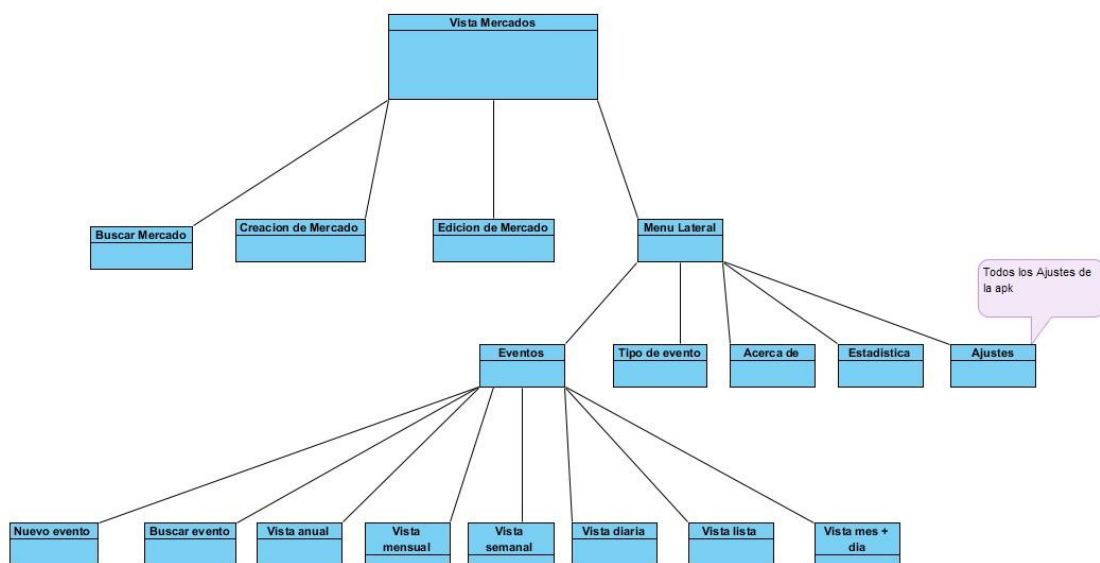 Vista Mercados
Buscar Mercado
Creacion de Mercado
Edicion de Mercado
Menu Lateral
Todos los Ajustes de
la apk
Eventos
Tipo de evento
Acerca de
Estadistica
Ajustes
Nuevo evento
Buscar evento
Vista anual
Vista
mensual
Vista
semanal
Vista diaria
Vista lista
Vista mes +
dia